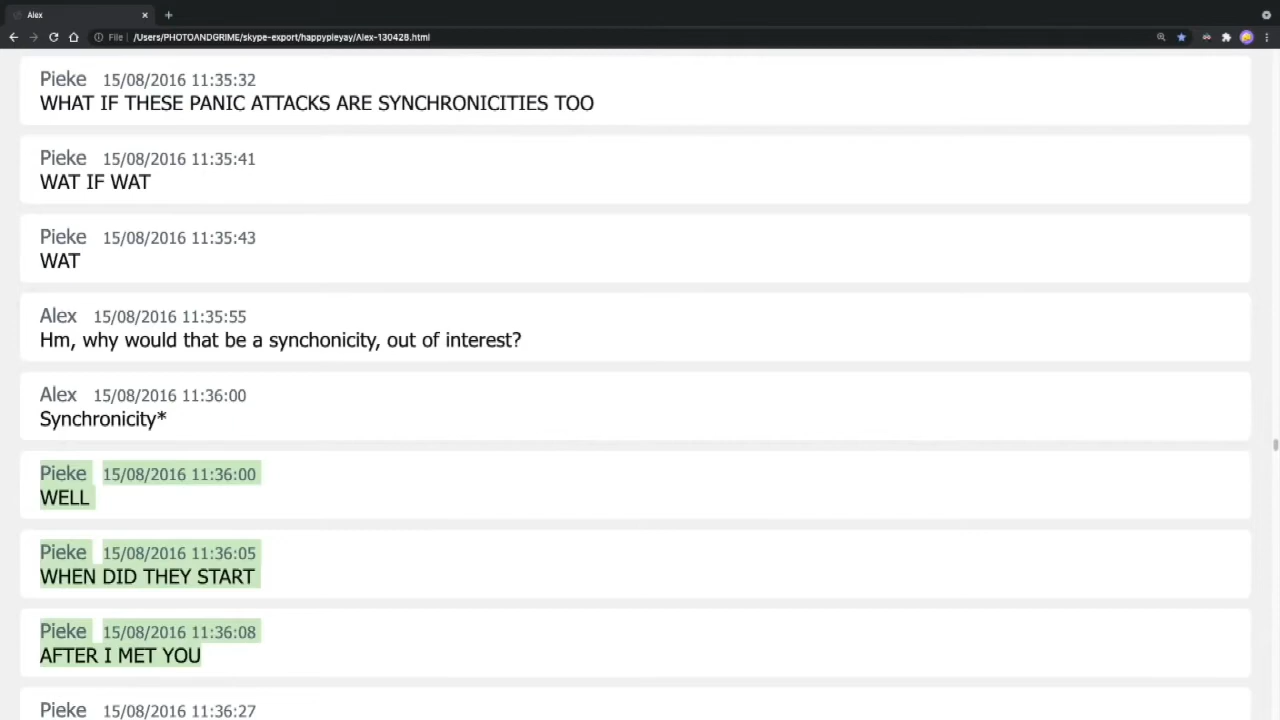 Alex
File /Users/PHOTOANDGRIME/skype-export/happypieyay/Alex-130428.html
Pieke 15/08/2016 11:35:32
WHAT IF THESE PANIC ATTACKS ARE SYNCHRONICITIES TOO
Pieke 15/08/2016 11:35:41
WAT IF WAT
Pieke 15/08/2016 11:35:43
WAT
Alex 15/08/2016 11:35:55
Hm, why would that be a synchonicity, out of interest?
Alex 15/08/2016 11:36:00
Synchronicity*
Pieke 15/08/2016 11:36:00
WELL
Pieke 15/08/2016 11:36:05
WHEN DID THEY START
Pieke 15/08/2016 11:36:08
AFTER I MET YOU
Pieke 15/08/2016 11:36:27